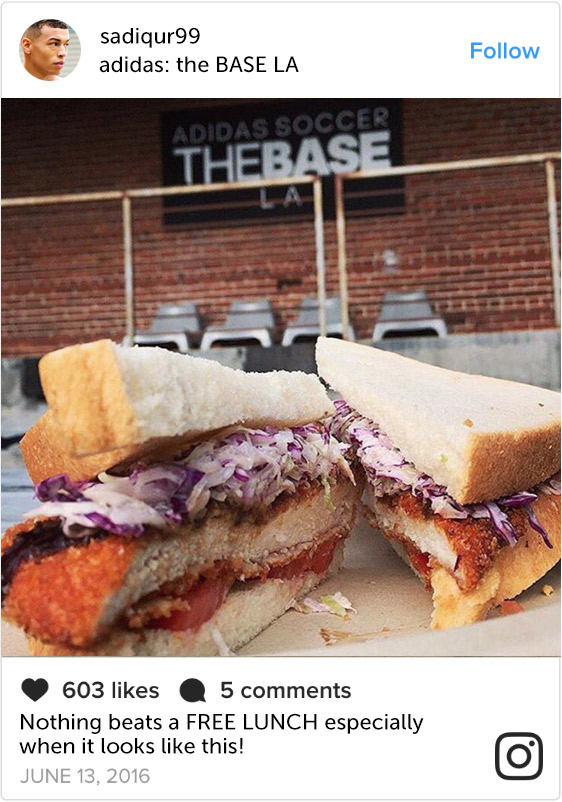 sadiqur99
adidas: the BASE LA
Follow
ADIDAS SOCCER
THEBASE
LA
603 likes
5 comments
Nothing beats a FREE LUNCH especially
when it looks like this!
JUNE 13, 2016